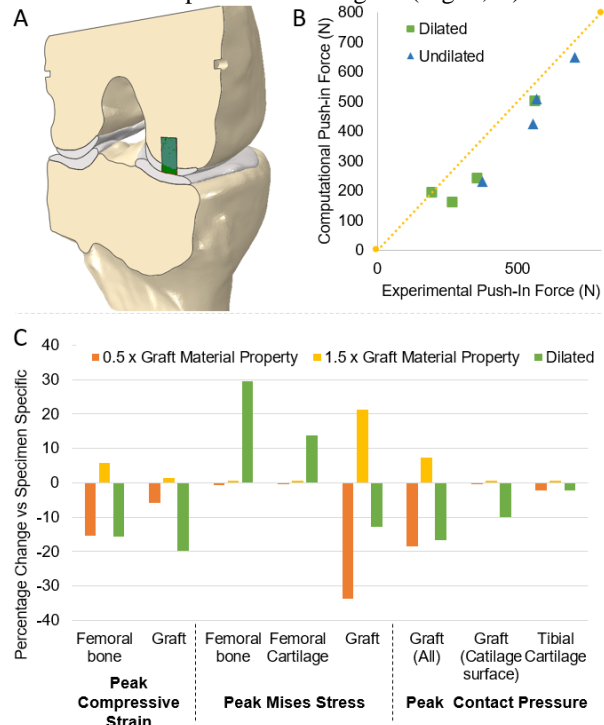 A
B
800
Dilated
700
Undilated
600
500
400
300
200
100
0
0
500
Computational Push-in Force (N)
Experimental Push-In Force (N)
C
40
0.5 x Graft Material Property
1.5 x Graft Material Property
Dilated
30
20
10
0
-10
-20
-30
-40
Percentage Change vs Specimen Specific
Femoral bone
Graft
Femoral bone
Femoral Cartilage
Graft
Graft (All)
Graft (Catilage surface)
Tibial Cartilage
Peak Compressive Strain
Peak Mises Stress
Peak Contact Pressure